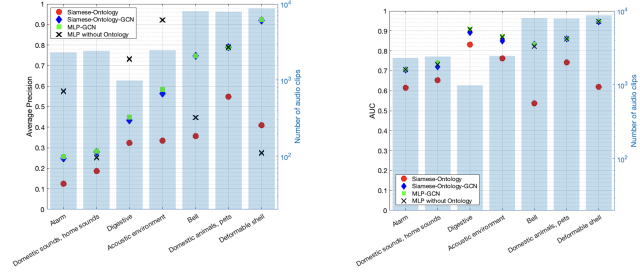 Siamese-Ontology
Siamese-Ontology-GCN
MLP-GCN
MLP without Ontology
Average Precision
1
0.9
0.8
0.7
0.6
0.5
0.4
0.3
0.2
0.1
0
10^4
10^3
10^2
Number of audio clips
Alarm
Domestic sounds, home sounds
Digestive
Acoustic environment
Bell
Domestic animals, pets
Deformable shell
AUC
1
0.9
0.8
0.7
0.6
0.5
0.4
0.3
0.2
0.1
0
Siamese-Ontology
Siamese-Ontology-GCN
MLP-GCN
MLP without Ontology
10^4
10^3
10^2
Number of audio clips
Alarm
Domestic sounds, home sounds
Digestive
Acoustic environment
Bell
Domestic animals, pets
Deformable shell